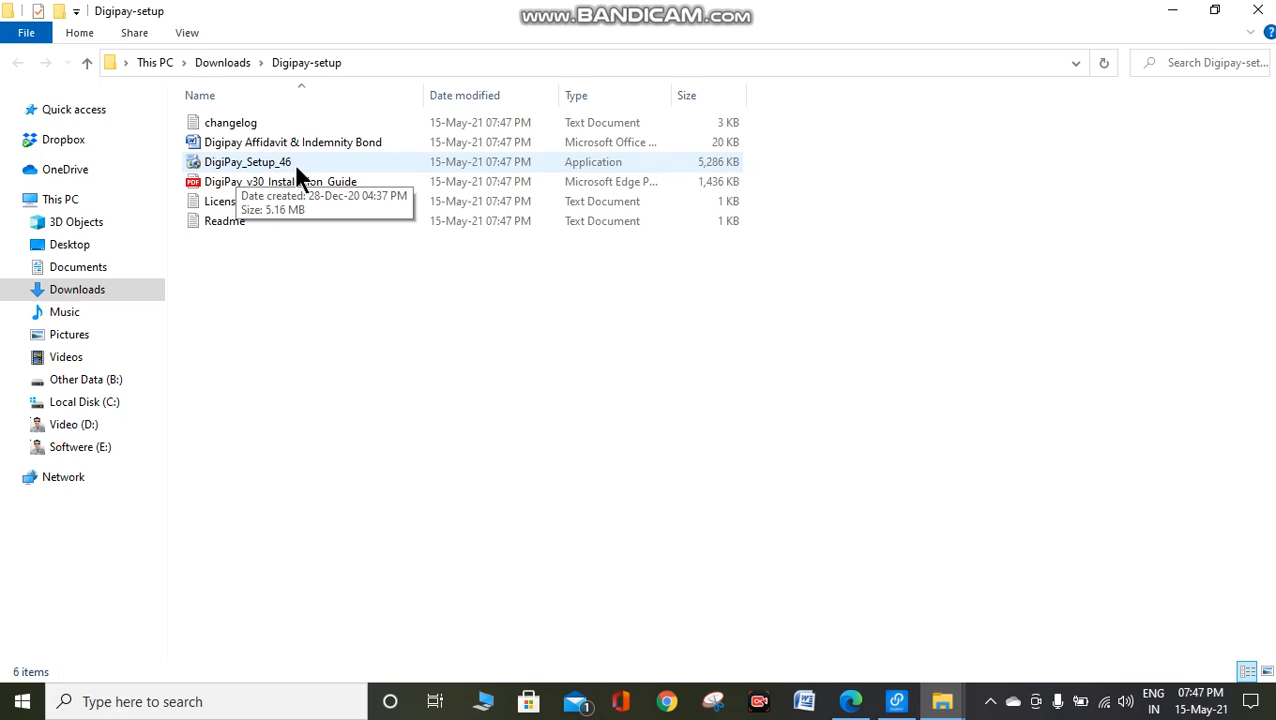 Digipay-setup
www.BANDICAM.com
File Home Share View
This PC Downloads Digipay-setup
Search Digipay-set...
Name Date modified Type Size
Quick access
Dropbox
OneDrive
This PC
3D Objects
Desktop
Documents
Downloads
Music
Pictures
Videos
Other Data (B:)
Local Disk (C:)
Video (D:)
Softwere (E:)
Network
changelog 15-May-21 07:47 PM Text Document 3 KB
Digipay Affidavit & Indemnity Bond 15-May-21 07:47 PM Microsoft Office ... 20 KB
DigiPay_Setup_46 15-May-21 07:47 PM Application 5,286 KB
PDF DigiPay_v30_Installation_Guide 15-May-21 07:47 PM Microsoft Edge P... 1,436 KB
15-May-21 07:47 PM Text Document 1 KB
Readme 15-May-21 07:47 PM Text Document 1 KB
Date created: 28-Dec-20 04:37 PM
Size: 5.16 MB
6 items
Type here to search
1
ENG
IN
07:47 PM
15-May-21